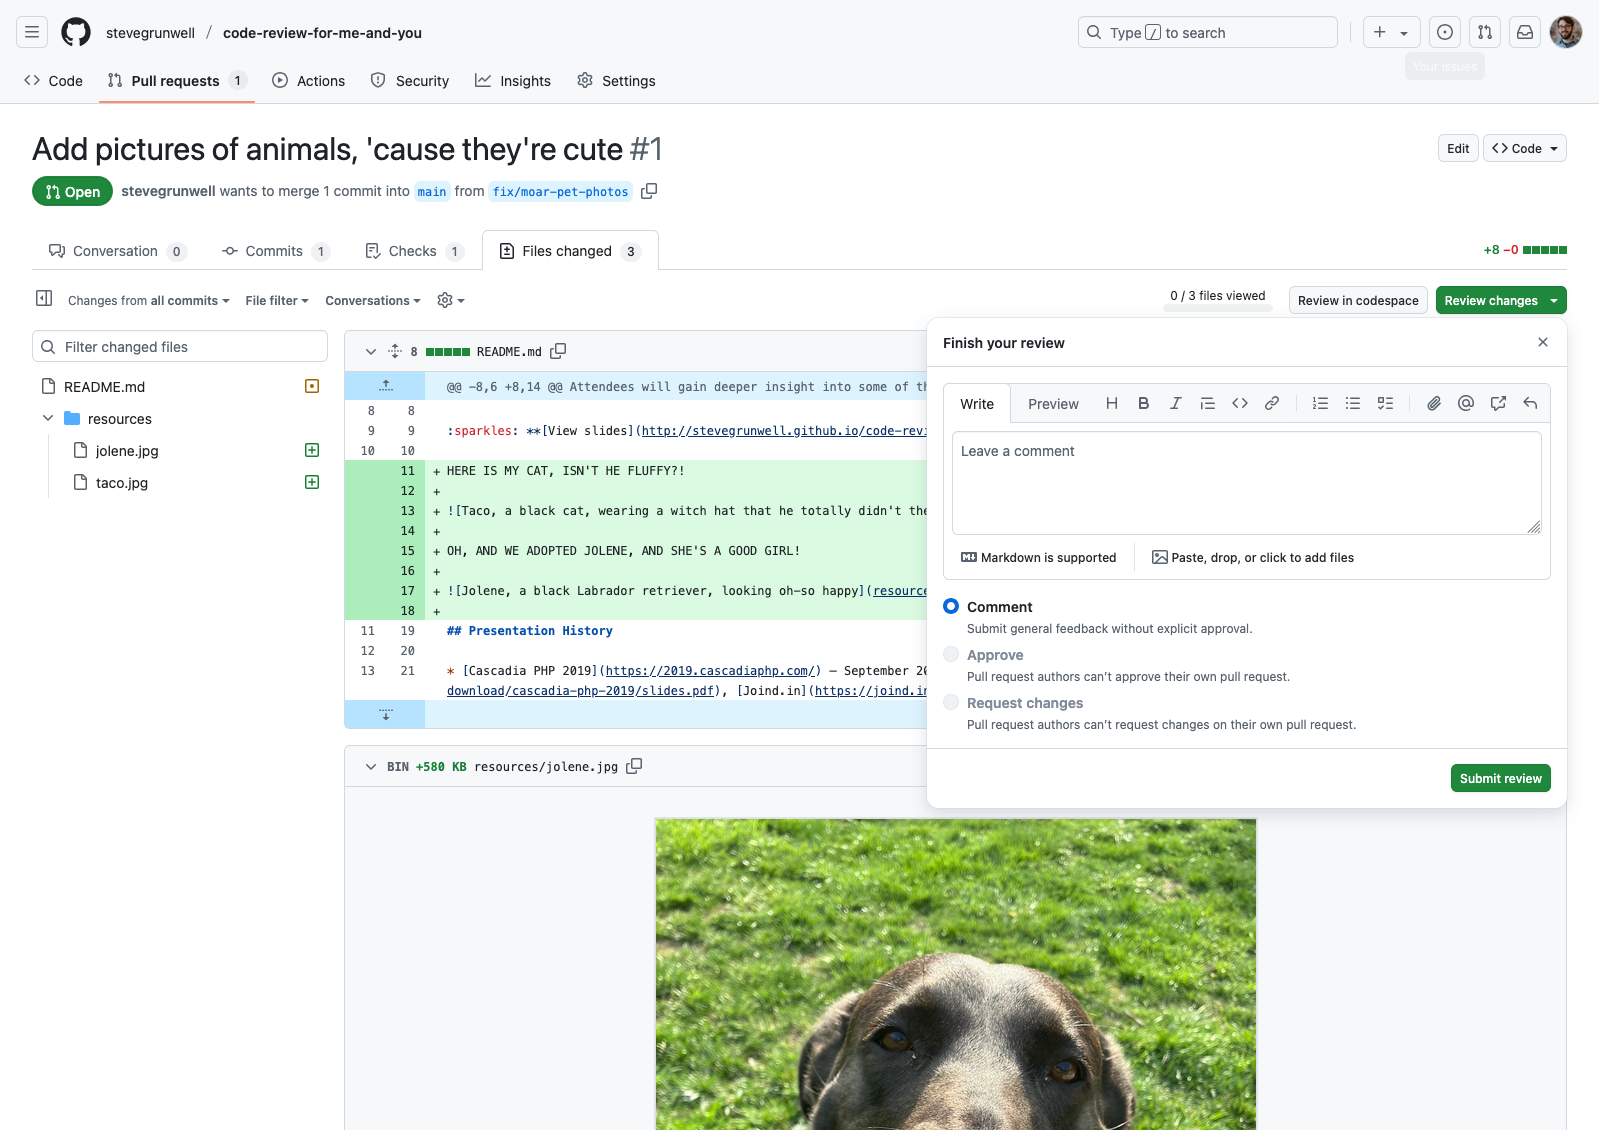 stevegrunwell / code-review-for-me-and-you
Type / to search
Your issues
Code
Pull requests 1
Actions
Security
Insights
Settings
Add pictures of animals, 'cause they're cute #1
Edit
Code
Open
stevegrunwell wants to merge 1 commit into main from fix/moar-pet-photos
Conversation 0
Commits 1
Checks 1
Files changed 3
+8 −0
Changes from all commits
File filter
Conversations
0 / 3 files viewed
Review in codespace
Review changes
Filter changed files
README.md
resources
jolene.jpg
taco.jpg
8 README.md
@@ -8,6 +8,14 @@ Attendees will gain deeper insight into some of th
8 8
9 9 :sparkles: **[View slides](http://stevegrunwell.github.io/code-revi
10 10
11 + HERE IS MY CAT, ISN'T HE FLUFFY?!
12 +
13 + ![Taco, a black cat, wearing a witch hat that he totally didn't the
14 +
15 + OH, AND WE ADOPTED JOLENE, AND SHE'S A GOOD GIRL!
16 +
17 + ![Jolene, a black Labrador retriever, looking oh-so happy](resource
18 +
11 19 ## Presentation History
12 20
13 21 * [Cascadia PHP 2019](https://2019.cascadiaphp.com/) – September 20
download/cascadia-php-2019/slides.pdf), [Joind.in](https://joind.in
BIN +580 KB resources/jolene.jpg
Finish your review
Write
Preview
Leave a comment
Markdown is supported
Paste, drop, or click to add files
Comment
Submit general feedback without explicit approval.
Approve
Pull request authors can't approve their own pull request.
Request changes
Pull request authors can't request changes on their own pull request.
Submit review